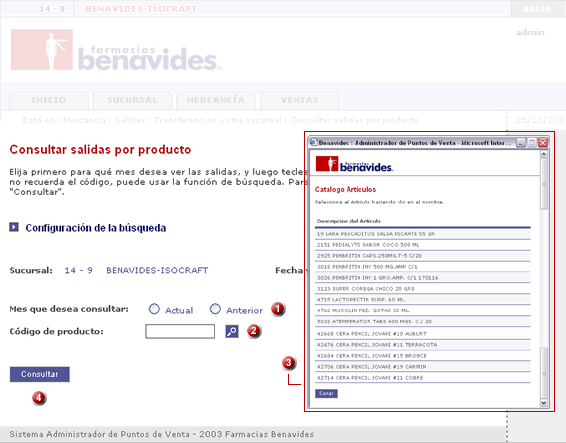 14 - 9 BENAVIDES-ISOCRAFT SALIR
admin
farmacias
benavides
INICIO SUCURSAL MERCANCÍA VENTAS
Está en : Mercancía : Salidas : Transferencias a otra sucursal : Consultar salidas por producto 25/11/200
Consultar salidas por producto
Elija primero para qué mes desea ver las salidas, y luego teclee
no recuerda el código, puede usar la función de búsqueda. Para
"Consultar".
Configuración de la búsqueda
Sucursal: 14 - 9 BENAVIDES-ISOCRAFT Fecha
Mes que desea consultar: Actual Anterior 1
Código de producto: 2
3
Consultar
4
Sistema Administrador de Puntos de Venta - 2003 Farmacias Benavides
Benavides : Administrador de Puntos de Venta - Microsoft Inter...
farmacias
benavides
Catalogo Artículos
Selecciona el Artículo haciendo clic en el nombre.
Descripcion del Artículo
19 LARA PESCADITOS SALSA PICANTE 55 GR
2151 PEDIALYTE SABOR COCO 500 ML
2925 PENBRITIN CAPS.250MG.T-5 C/20
3018 PENBRITIN INY 500 MG.AMP C/1
3026 PENBRITIN INY 1 GRO.AMP. C/1 170116
3123 SUPER COREGA CHICO 20 GRS
4715 LACTOPECTIN SUSP. 60 ML.
4766 MUCOLIN PED. GOTAS 30 ML.
9032 ATEMPERATOR TABS 400 MGS. C / 20
42668 CERA PENCIL JOVANI #10 AUBURT
42676 CERA PENCIL JOVANI #11 TERRACOTA
42684 CERA PENCIL JOVANI #15 BRONCE
42706 CERA PENCIL JOVANI #19 CARMIN
42714 CERA PENCIL JOVANI #21 COBRE
Cerrar